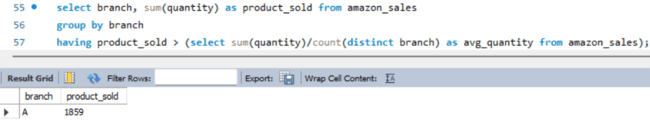 55 select branch, sum(quantity) as product_sold from amazon_sales
56 group by branch
57 having product_sold > (select sum(quantity)/count(distinct branch) as avg_quantity from amazon_sales);
Result Grid Filter Rows: Export: Wrap Cell Content:
branch product_sold
A 1859